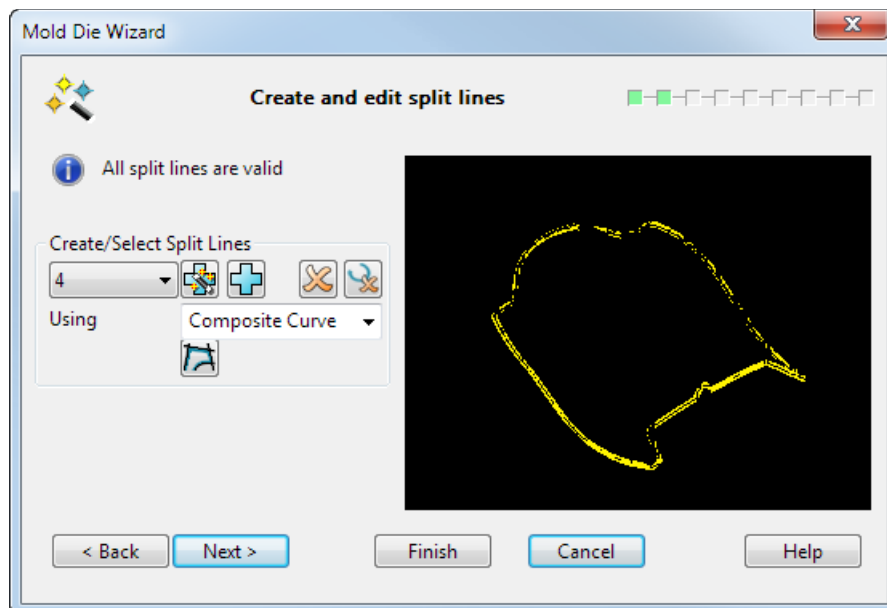 Mold Die Wizard
Create and edit split lines
All split lines are valid
Create/Select Split Lines
4
Using
Composite Curve
< Back
Next >
Finish
Cancel
Help